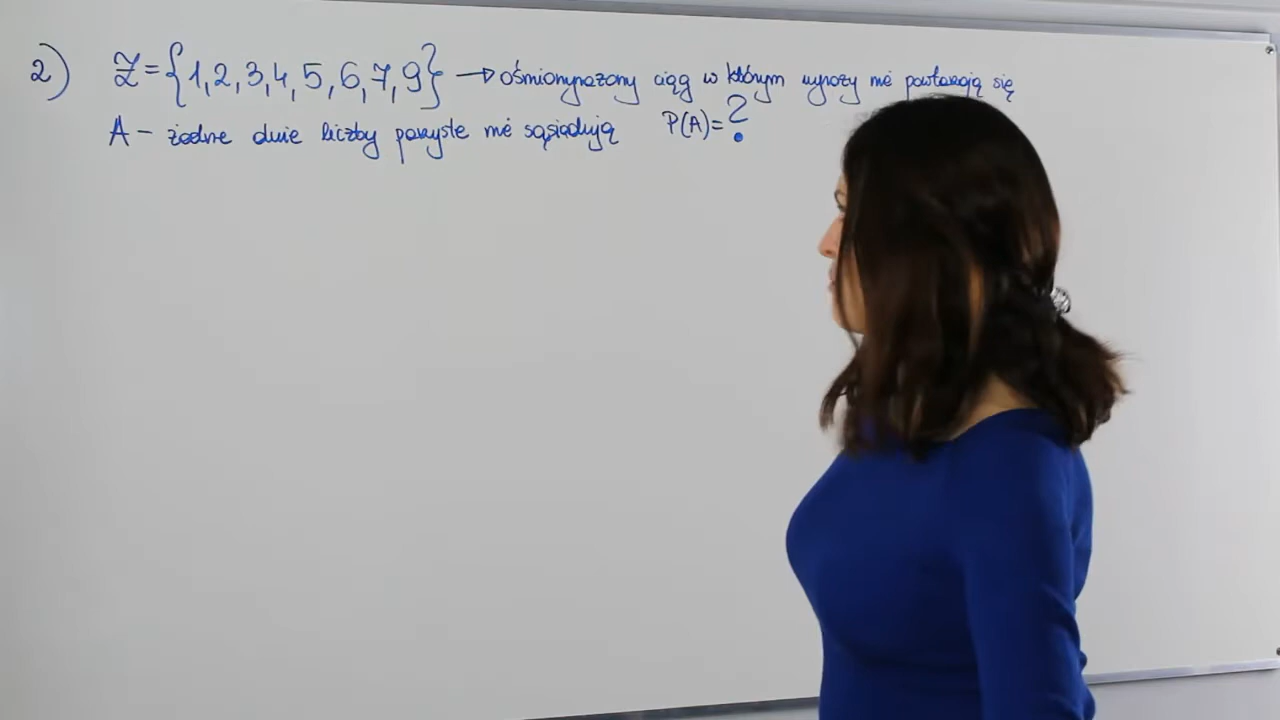 2) Z={1,2,3,4,5,6,7,9} → ośmiowyrazowy ciąg w którym wyrazy nie powtarzają się
A - żadne dwie liczby parzyste nie sąsiadują P(A)=?